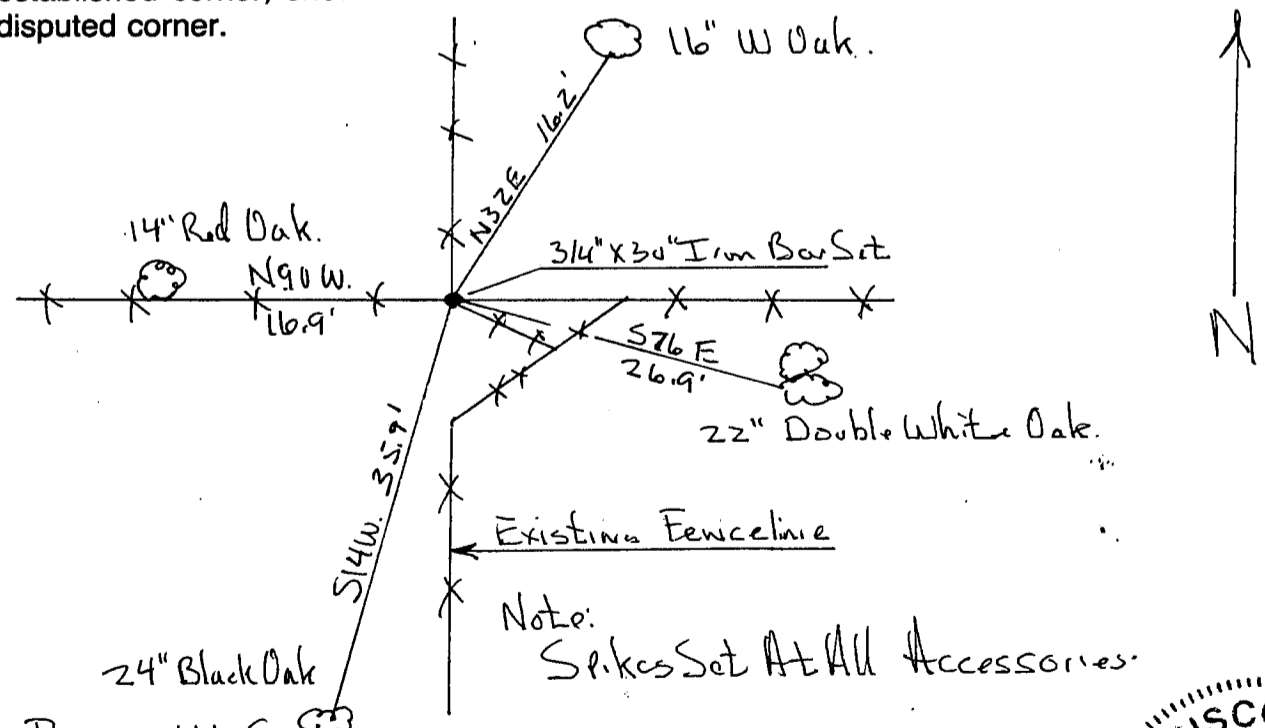 disputed corner.
16" W Oak.
16.2'
N32E
14" Red Oak.
N90W.
16.9'
3/4" X 30" Iron Bar Set
N
S76E
26.9'
22" Double White Oak.
S14W. 35.9'
Existing Fenceline
Note:
Spikes Set At All Accessories.
24" Black Oak